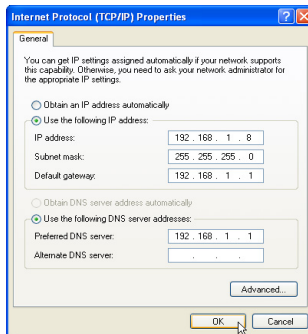 Internet Protocol (TCP/IP) Properties
General
You can get IP settings assigned automatically if your network supports
this capability. Otherwise, you need to ask your network administrator for
the appropriate IP settings.
Obtain an IP address automatically
Use the following IP address:
IP address: 192 . 168 . 1 . 8
Subnet mask: 255 . 255 . 255 . 0
Default gateway: 192 . 168 . 1 . 1
Obtain DNS server address automatically
Use the following DNS server addresses:
Preferred DNS server: 192 . 168 . 1 . 1
Alternate DNS server: . . .
Advanced...
OK Cancel